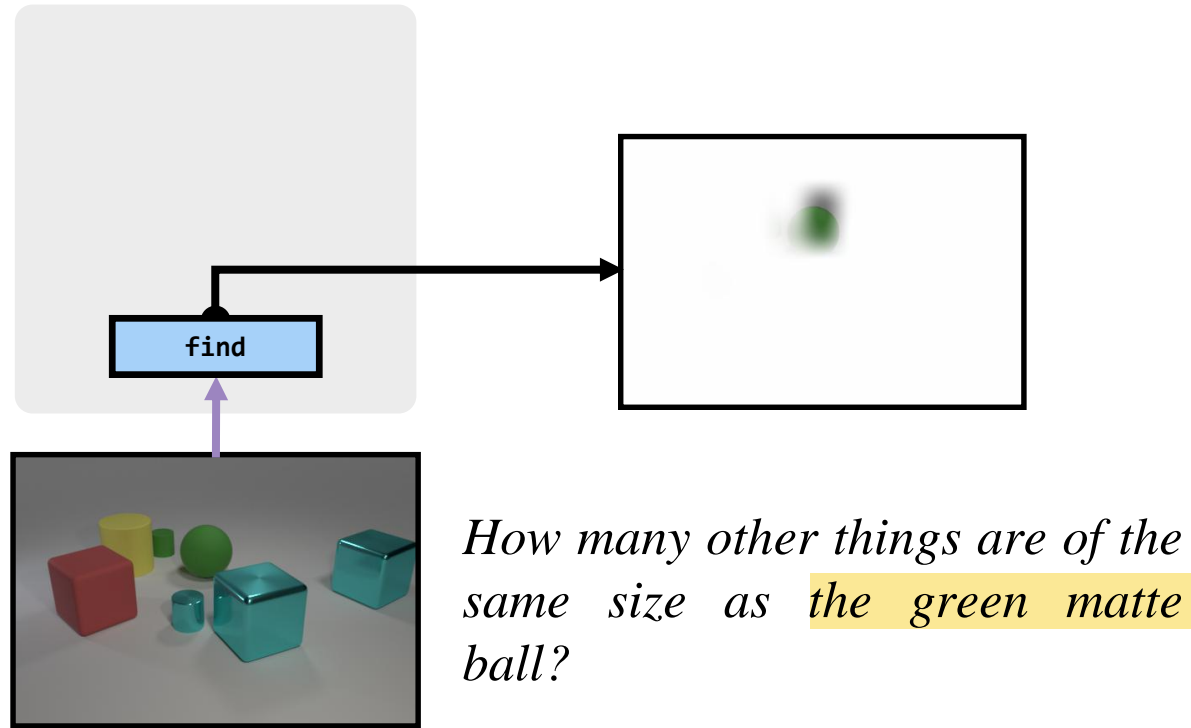 find
How many other things are of the
same size as the green matte
ball?